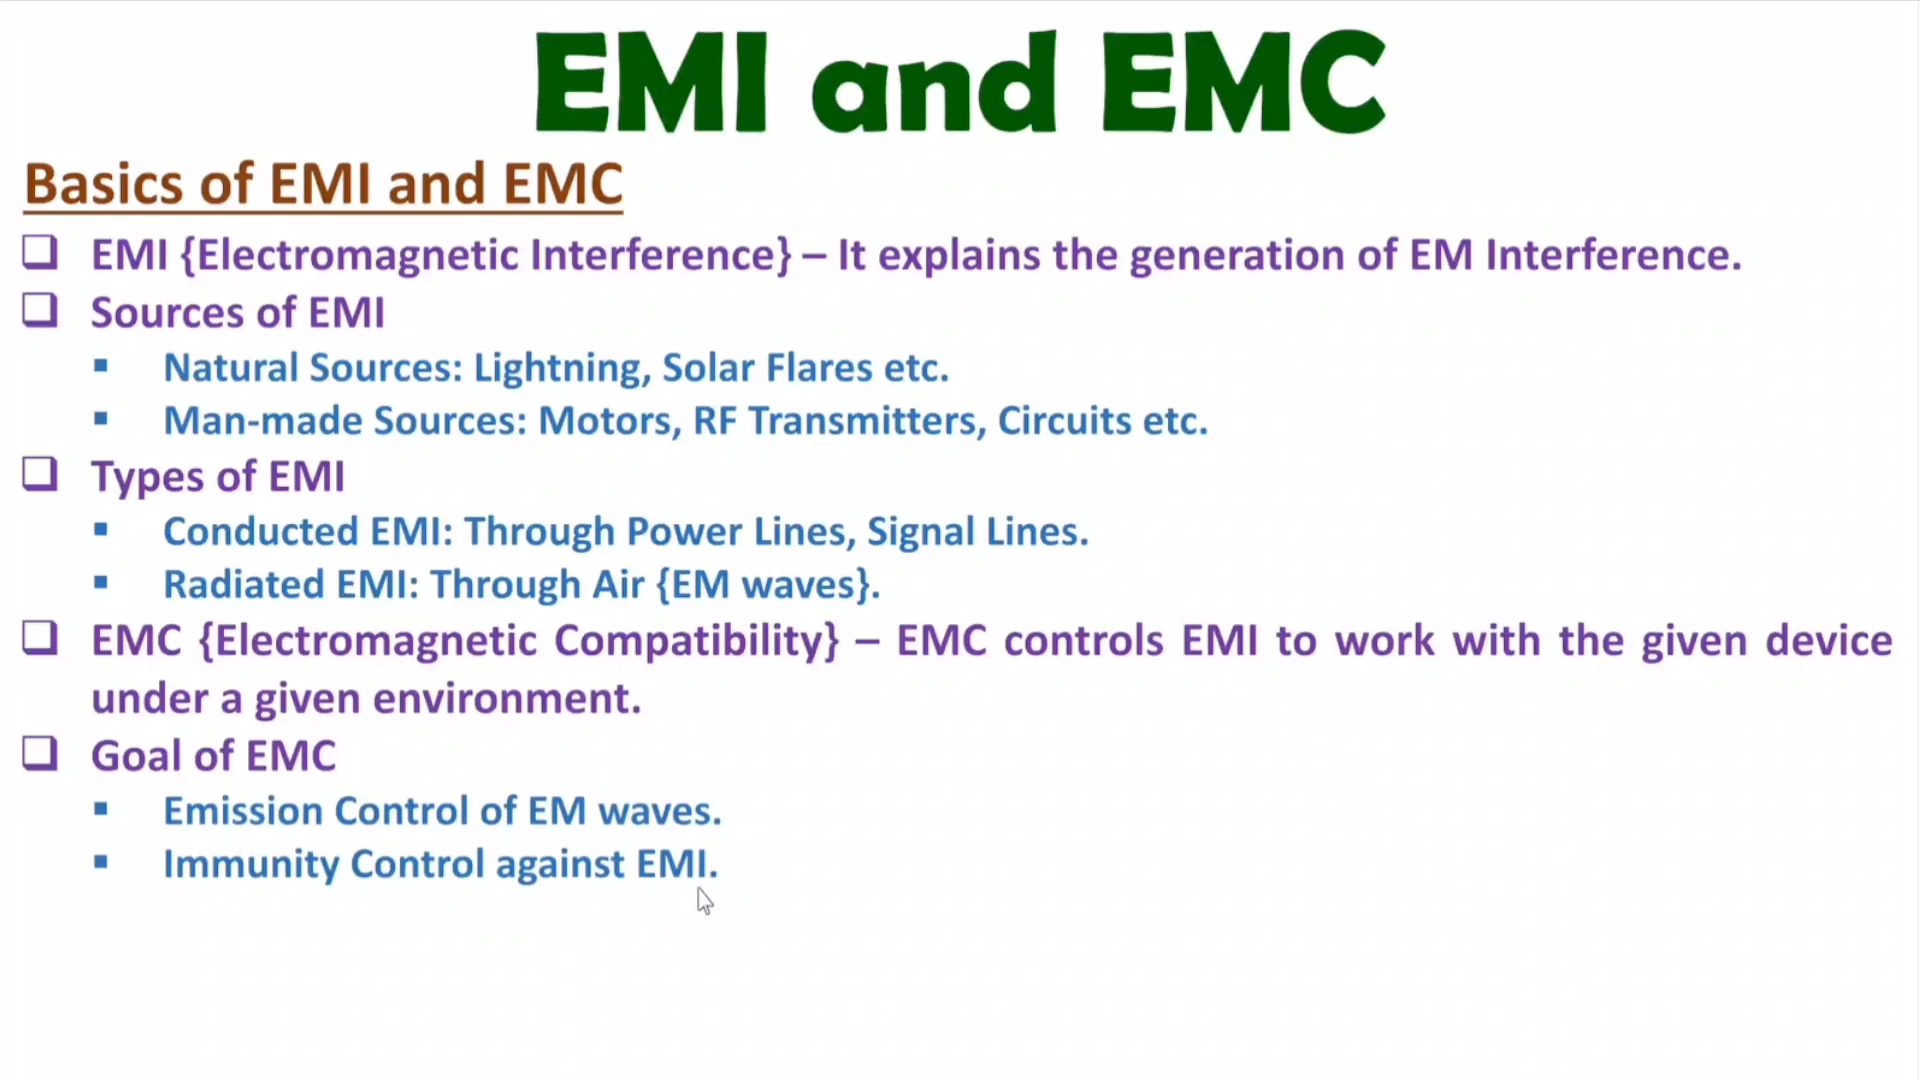 EMI and EMC
Basics of EMI and EMC
❑ EMI {Electromagnetic Interference} – It explains the generation of EM Interference.
❑ Sources of EMI
▪ Natural Sources: Lightning, Solar Flares etc.
▪ Man-made Sources: Motors, RF Transmitters, Circuits etc.
❑ Types of EMI
▪ Conducted EMI: Through Power Lines, Signal Lines.
▪ Radiated EMI: Through Air {EM waves}.
❑ EMC {Electromagnetic Compatibility} – EMC controls EMI to work with the given device
under a given environment.
❑ Goal of EMC
▪ Emission Control of EM waves.
▪ Immunity Control against EMI.